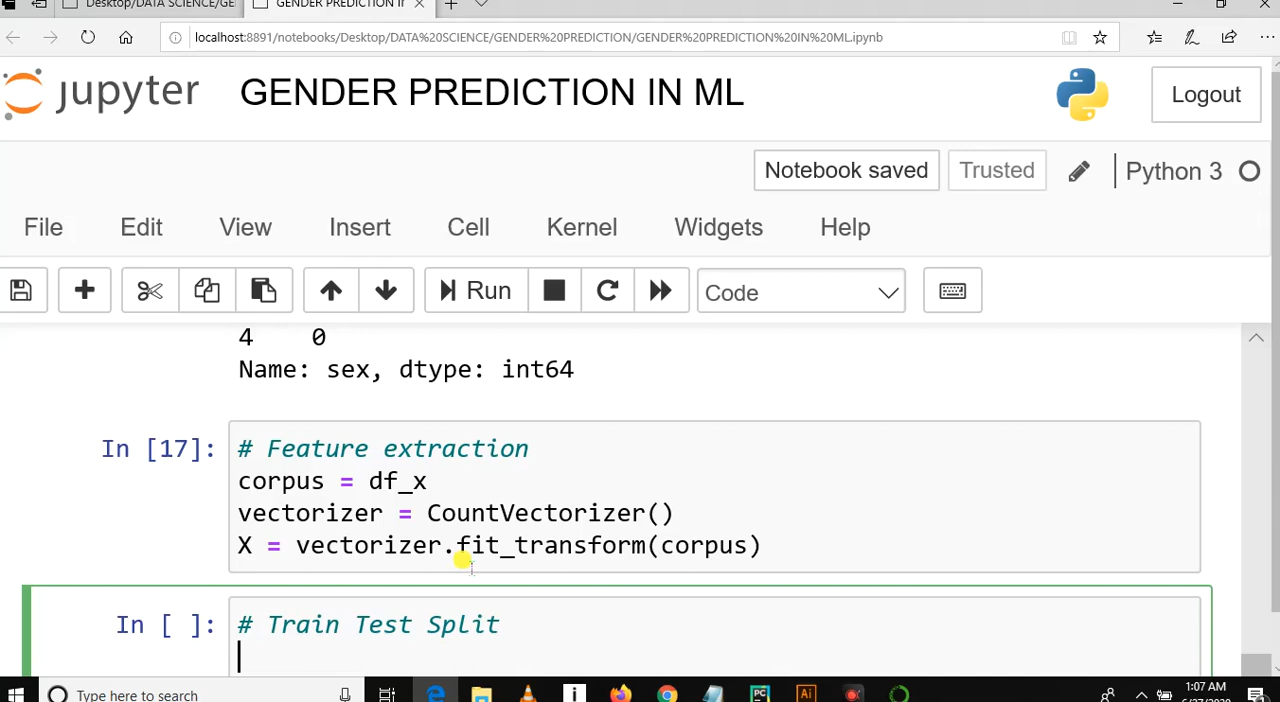 Desktop/DATA SCIENCE/GE
GENDER PREDICTION IN
localhost:8891/notebooks/Desktop/DATA%20SCIENCE/GENDER%20PREDICTION/GENDER%20PREDICTION%20IN%20ML.ipynb
jupyter GENDER PREDICTION IN ML Logout
Notebook saved Trusted Python 3
File Edit View Insert Cell Kernel Widgets Help
Run Code
4 0
Name: sex, dtype: int64
In [17]: # Feature extraction
corpus = df_x
vectorizer = CountVectorizer()
X = vectorizer.fit_transform(corpus)
In [ ]: # Train Test Split
Type here to search
PC Ai
1:07 AM